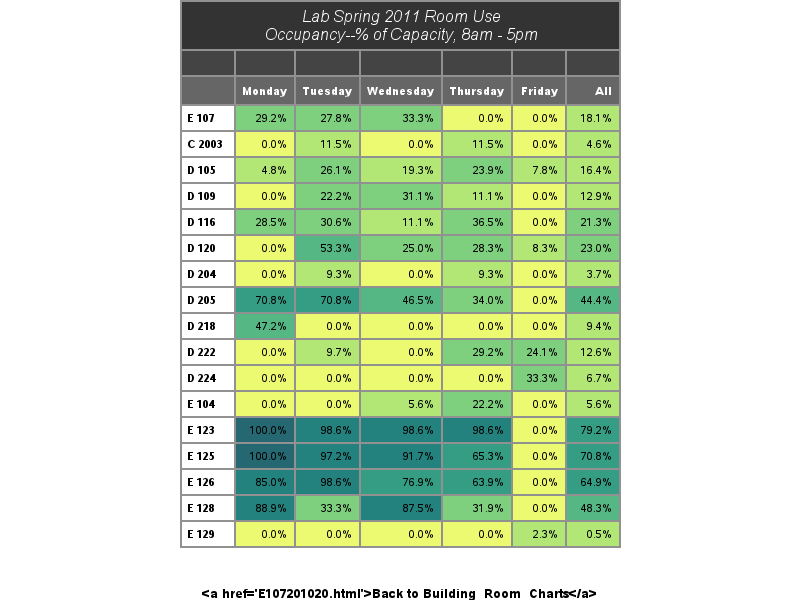 Lab Spring 2011 Room Use
Occupancy--% of Capacity, 8am - 5pm
Monday Tuesday Wednesday Thursday Friday All
E 107 29.2% 27.8% 33.3% 0.0% 0.0% 18.1%
C 2003 0.0% 11.5% 0.0% 11.5% 0.0% 4.6%
D 105 4.8% 26.1% 19.3% 23.9% 7.8% 16.4%
D 109 0.0% 22.2% 31.1% 11.1% 0.0% 12.9%
D 116 28.5% 30.6% 11.1% 36.5% 0.0% 21.3%
D 120 0.0% 53.3% 25.0% 28.3% 8.3% 23.0%
D 204 0.0% 9.3% 0.0% 9.3% 0.0% 3.7%
D 205 70.8% 70.8% 46.5% 34.0% 0.0% 44.4%
D 218 47.2% 0.0% 0.0% 0.0% 0.0% 9.4%
D 222 0.0% 9.7% 0.0% 29.2% 24.1% 12.6%
D 224 0.0% 0.0% 0.0% 0.0% 33.3% 6.7%
E 104 0.0% 0.0% 5.6% 22.2% 0.0% 5.6%
E 123 100.0% 98.6% 98.6% 98.6% 0.0% 79.2%
E 125 100.0% 97.2% 91.7% 65.3% 0.0% 70.8%
E 126 85.0% 98.6% 76.9% 63.9% 0.0% 64.9%
E 128 88.9% 33.3% 87.5% 31.9% 0.0% 48.3%
E 129 0.0% 0.0% 0.0% 0.0% 2.3% 0.5%
<a href='E107201020.html'>Back to Building_Room_Charts</a>